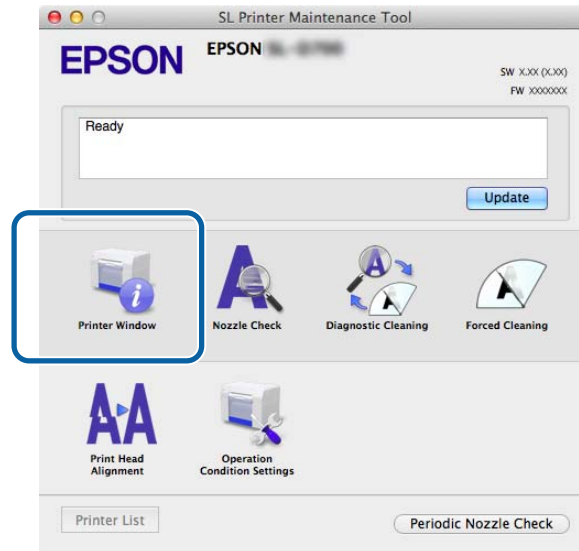 SL Printer Maintenance Tool
EPSON EPSON
SW X.XX (X.XX)
FW XXXXXXX
Ready
Update
Printer Window
Nozzle Check
Diagnostic Cleaning
Forced Cleaning
Print Head
Alignment
Operation
Condition Settings
Printer List
Periodic Nozzle Check